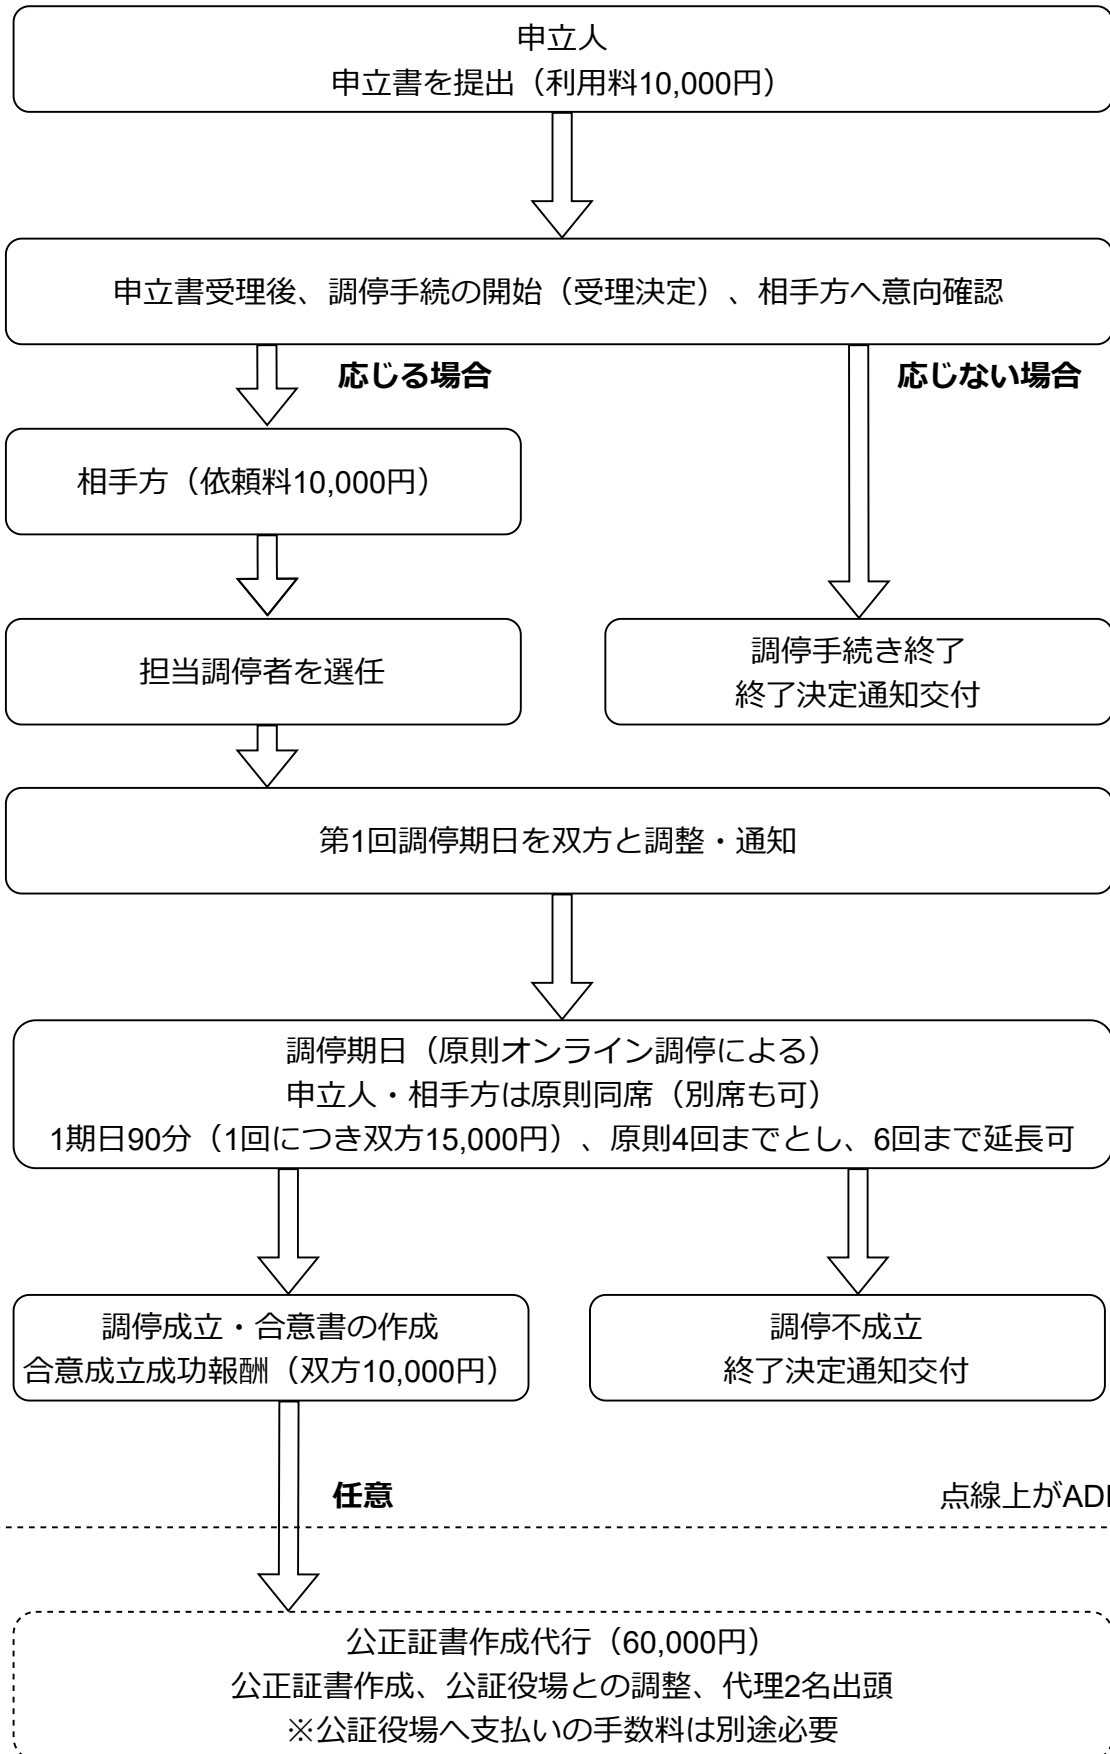 申立人
申立書を提出（利用料10,000円）
申立書受理後、調停手続の開始（受理決定）、相手方へ意向確認
応じる場合
応じない場合
相手方（依頼料10,000円）
担当調停者を選任
調停手続き終了
終了決定通知交付
第1回調停期日を双方と調整・通知
調停期日（原則オンライン調停による）
申立人・相手方は原則同席（別席も可）
1期日90分（1回につき双方15,000円）、原則4回までとし、6回まで延長可
調停成立・合意書の作成
合意成立成功報酬（双方10,000円）
調停不成立
終了決定通知交付
任意
点線上がAD
公正証書作成代行（60,000円）
公正証書作成、公証役場との調整、代理2名出頭
※公証役場へ支払いの手数料は別途必要